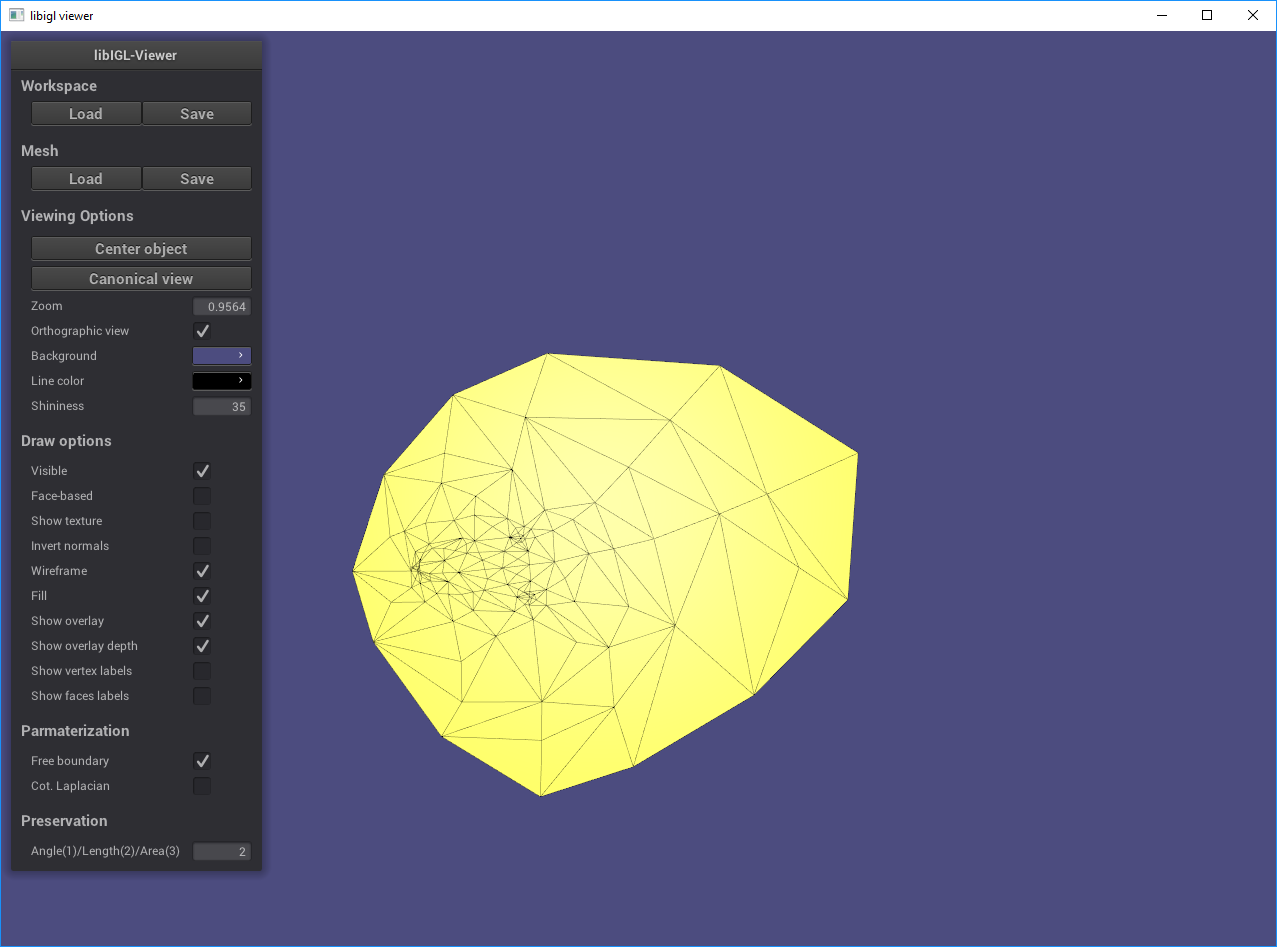 libigl viewer
libIGL-Viewer
Workspace
Load Save
Mesh
Load Save
Viewing Options
Center object
Canonical view
Zoom 0.9564
Orthographic view
Background
Line color
Shininess 35
Draw options
Visible
Face-based
Show texture
Invert normals
Wireframe
Fill
Show overlay
Show overlay depth
Show vertex labels
Show faces labels
Parmaterization
Free boundary
Cot. Laplacian
Preservation
Angle(1)/Length(2)/Area(3) 2